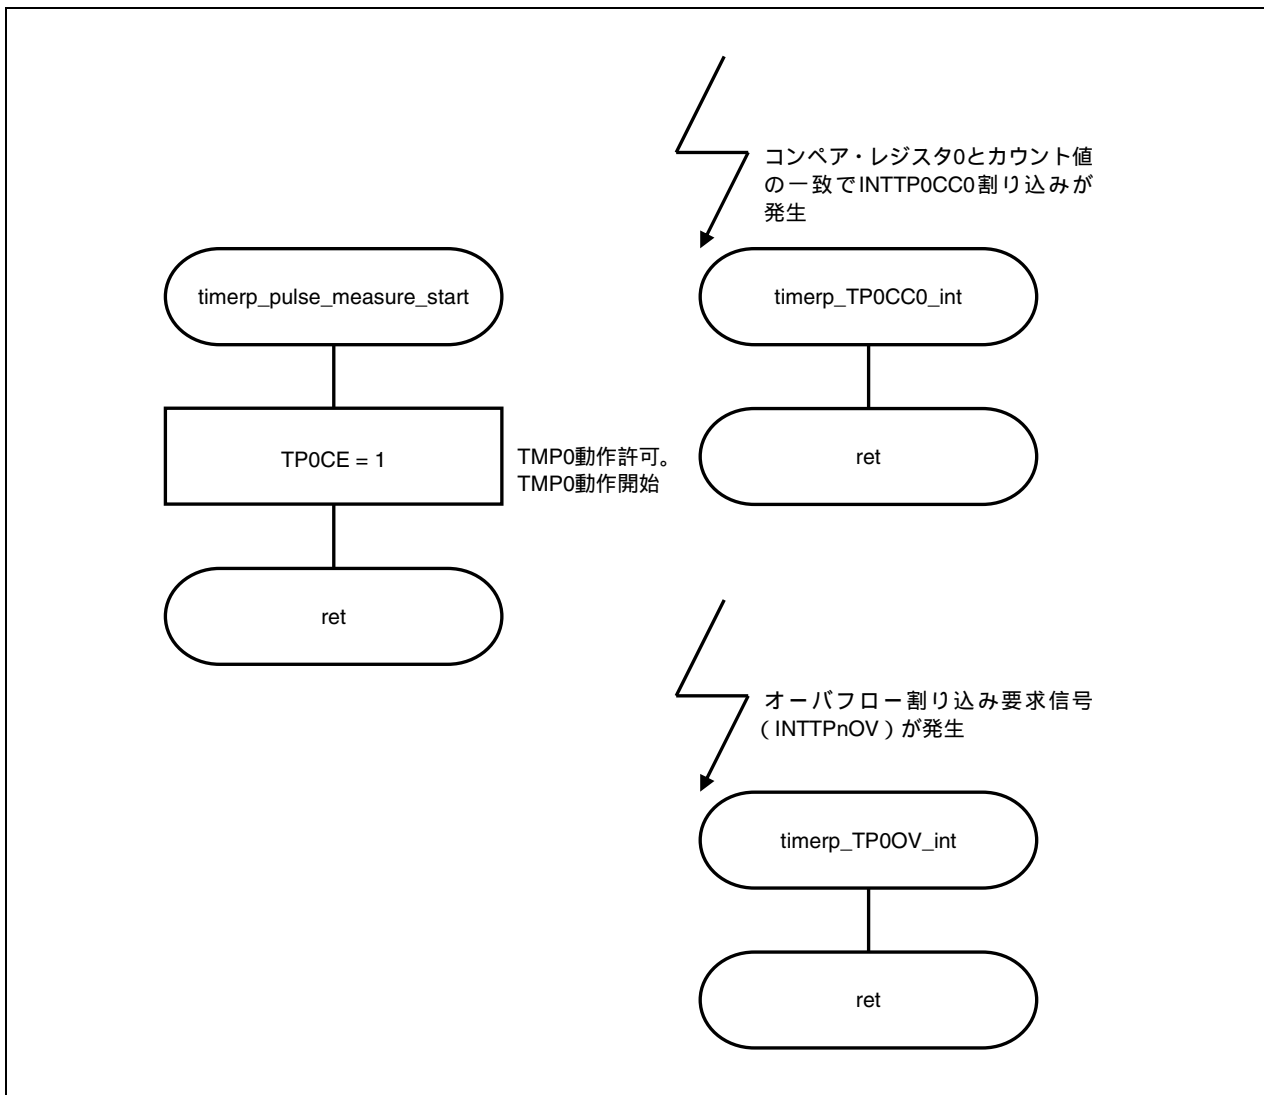 timerp_pulse_measure_start
TP0CE = 1
TMP0動作許可。
TMP0動作開始
ret
コンペア・レジスタ0とカウント値
の一致でINTTP0CC0割り込みが
発生
timerp_TP0CC0_int
ret
オーバフロー割り込み要求信号
（INTTPnOV）が発生
timerp_TP0OV_int
ret